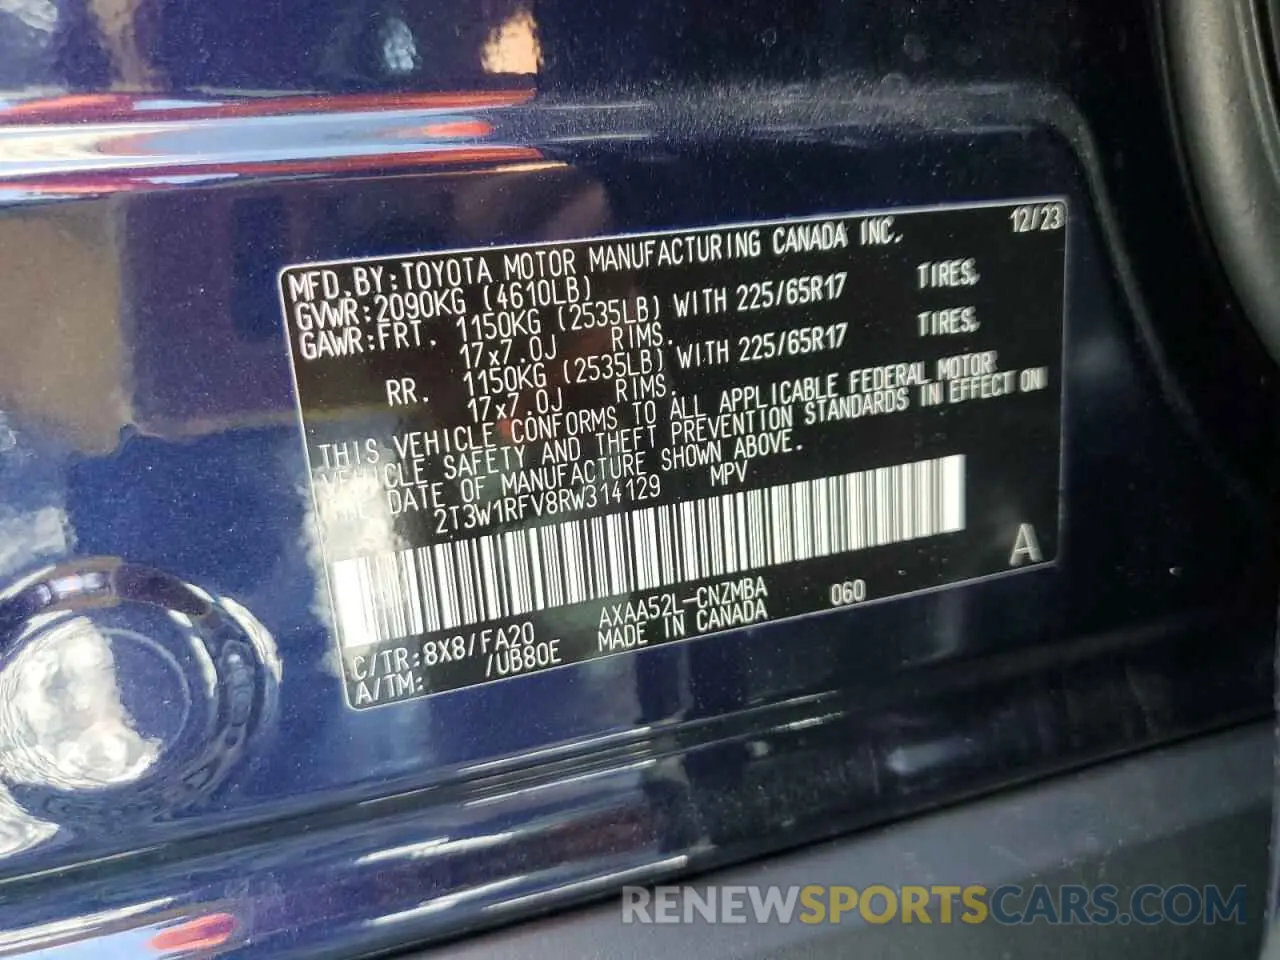 MFD.BY:TOYOTA MOTOR MANUFACTURING CANADA INC. 12/23
GVWR:2090KG (4610LB)
GAWR:FRT. 1150KG (2535LB) WITH 225/65R17 TIRES,
17x7.0J RIMS.
RR. 1150KG (2535LB) WITH 225/65R17 TIRES,
17x7.0J RIMS.
THIS VEHICLE CONFORMS TO ALL APPLICABLE FEDERAL MOTOR
VEHICLE SAFETY AND THEFT PREVENTION STANDARDS IN EFFECT ON
THE DATE OF MANUFACTURE SHOWN ABOVE.
2T3W1RFV8RW314129 MPV
A
C/TR:8X8/FA20 AXAA52L-CNZMBA 060
A/TM: /UB80E MADE IN CANADA
RENEWSPORTSCARS.COM